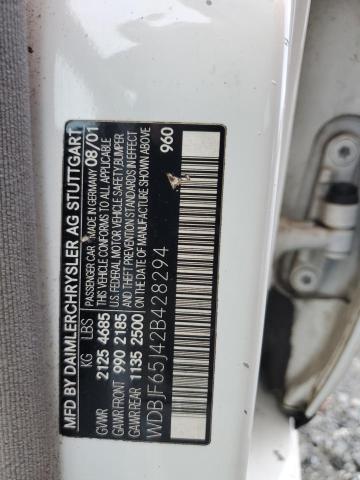 MFD BY DAIMLERCHRYSLER AG STUTTGART
PASSENGER CAR MADE IN GERMANY 08/01
KG LBS THIS VEHICLE CONFORMS TO ALL APPLICABLE
GVWR 2125 4685 U.S. FEDERAL MOTOR VEHICLE SAFETY, BUMPER
GAWR FRONT 990 2185 AND THEFT PREVENTION STANDARDS IN EFFECT
GAWR REAR 1135 2500 ON THE DATE OF MANUFACTURE SHOWN ABOVE
WDBJF65J42B428294 960